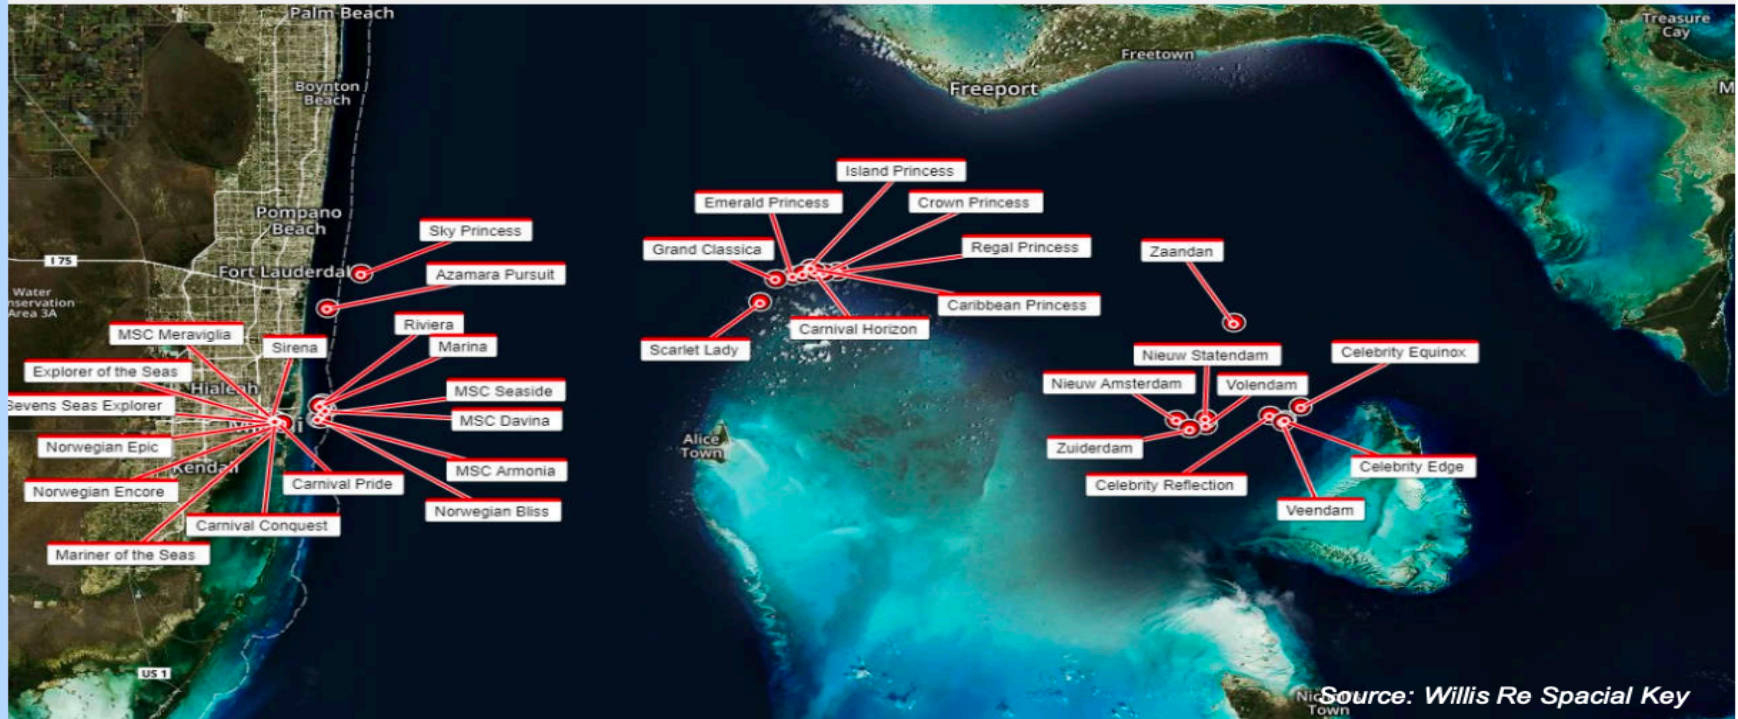 Palm Beach
Treasure
Cay
Freetown
Boynton
Beach
Freeport
M
Island Princess
Emerald Princess
Crown Princess
Pompano
Beach
Sky Princess
Grand Classica
Regal Princess
Zaandan
I 75
Fort Lauderdal
Azamara Pursuit
Water
nservation
Area 3A
Caribbean Princess
MSC Meraviglia
Riviera
Carnival Horizon
Sirena
Marina
Scarlet Lady
Nieuw Statendam
Celebrity Equinox
Explorer of the Seas
Hialeah
MSC Seaside
Nieuw Amsterdam
Volendam
Sevens Seas Explorer
MSC Davina
Alice
Town
Norwegian Epic
Zuiderdam
Kendall
MSC Armonia
Celebrity Edge
Norwegian Encore
Carnival Pride
Celebrity Reflection
Norwegian Bliss
Veendam
Carnival Conquest
Mariner of the Seas
US 1
Source: Willis Re Spacial Key
Town